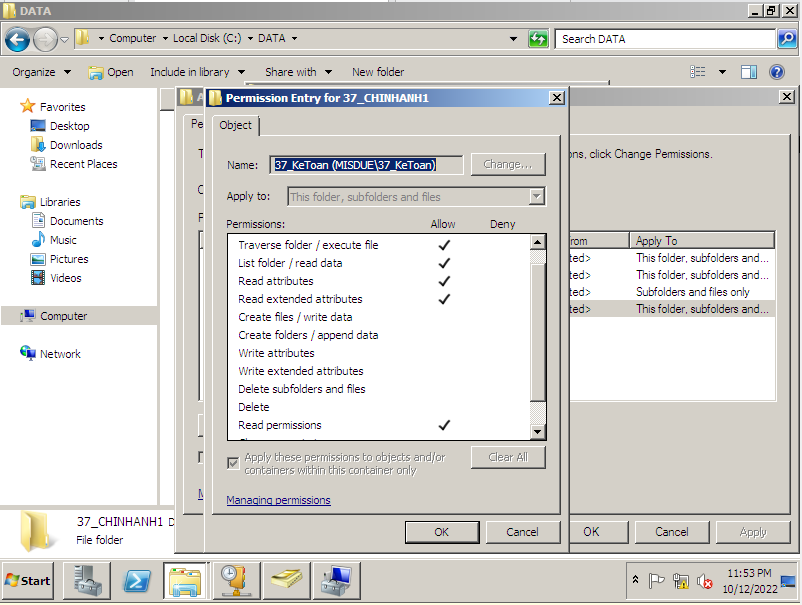 DATA
Computer Local Disk (C:) DATA
Search DATA
Organize Open Include in library Share with New folder
Favorites
Desktop
Downloads
Recent Places
Libraries
Documents
Music
Pictures
Videos
Computer
Network
Permission Entry for 37_CHINHANH1
Object
Name: 37_KeToan (MISDUE\37_KeToan) Change...
Apply to: This folder, subfolders and files
Permissions: Allow Deny
Traverse folder / execute file
List folder / read data
Read attributes
Read extended attributes
Create files / write data
Create folders / append data
Write attributes
Write extended attributes
Delete subfolders and files
Delete
Read permissions
Apply these permissions to objects and/or
containers within this container only
Clear All
Managing permissions
OK Cancel
click Change Permissions.
Apply To
This folder, subfolders and...
This folder, subfolders and...
Subfolders and files only
This folder, subfolders and...
OK Cancel Apply
37_CHINHANH1 D
File folder
Start
11:53 PM
10/12/2022